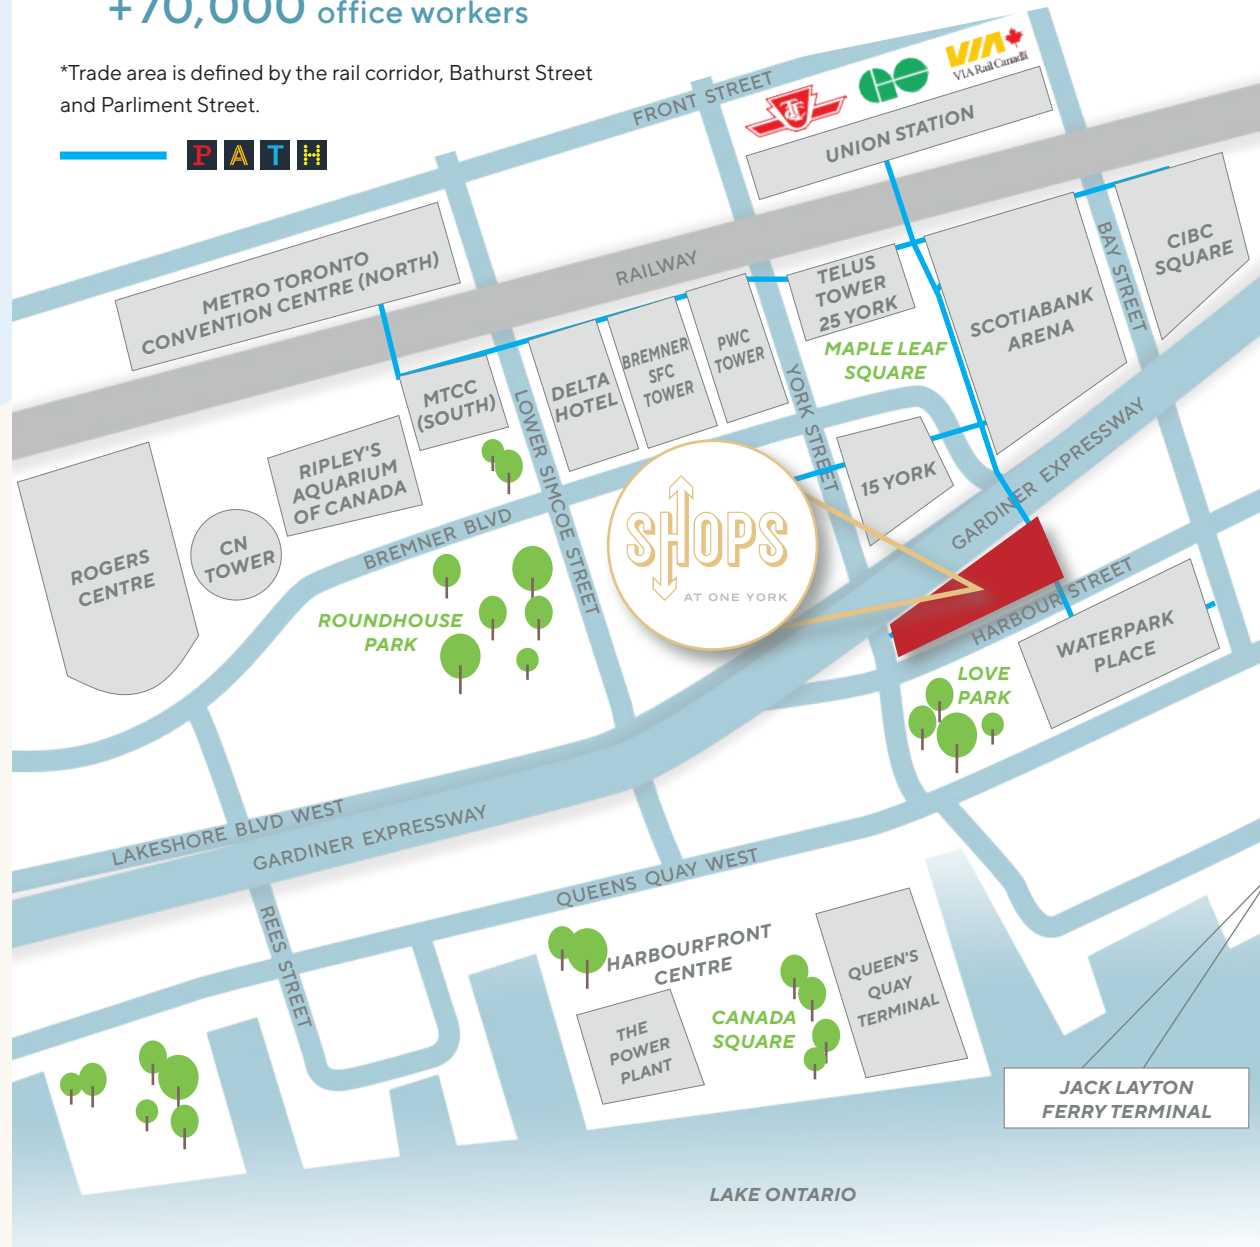 +70,000 office workers
*Trade area is defined by the rail corridor, Bathurst Street
and Parliment Street.
PATH
FRONT STREET
TTC
GO
VIA
VIA Rail Canada
UNION STATION
METRO TORONTO
CONVENTION CENTRE (NORTH)
RAILWAY
TELUS
TOWER
25 YORK
SCOTIABANK
ARENA
BAY STREET
CIBC
SQUARE
MAPLE LEAF
SQUARE
MTCC
(SOUTH)
LOWER SIMCOE STREET
DELTA
HOTEL
BREMNER
SFC
TOWER
PWC
TOWER
YORK STREET
RIPLEY'S
AQUARIUM
OF CANADA
ROGERS
CENTRE
CN
TOWER
BREMNER BLVD
SHOPS
AT ONE YORK
15 YORK
GARDINER EXPRESSWAY
ROUNDHOUSE
PARK
HARBOUR STREET
WATERPARK
PLACE
LOVE
PARK
LAKESHORE BLVD WEST
GARDINER EXPRESSWAY
QUEENS QUAY WEST
REES STREET
HARBOURFRONT
CENTRE
THE
POWER
PLANT
CANADA
SQUARE
QUEEN'S
QUAY
TERMINAL
JACK LAYTON
FERRY TERMINAL
LAKE ONTARIO